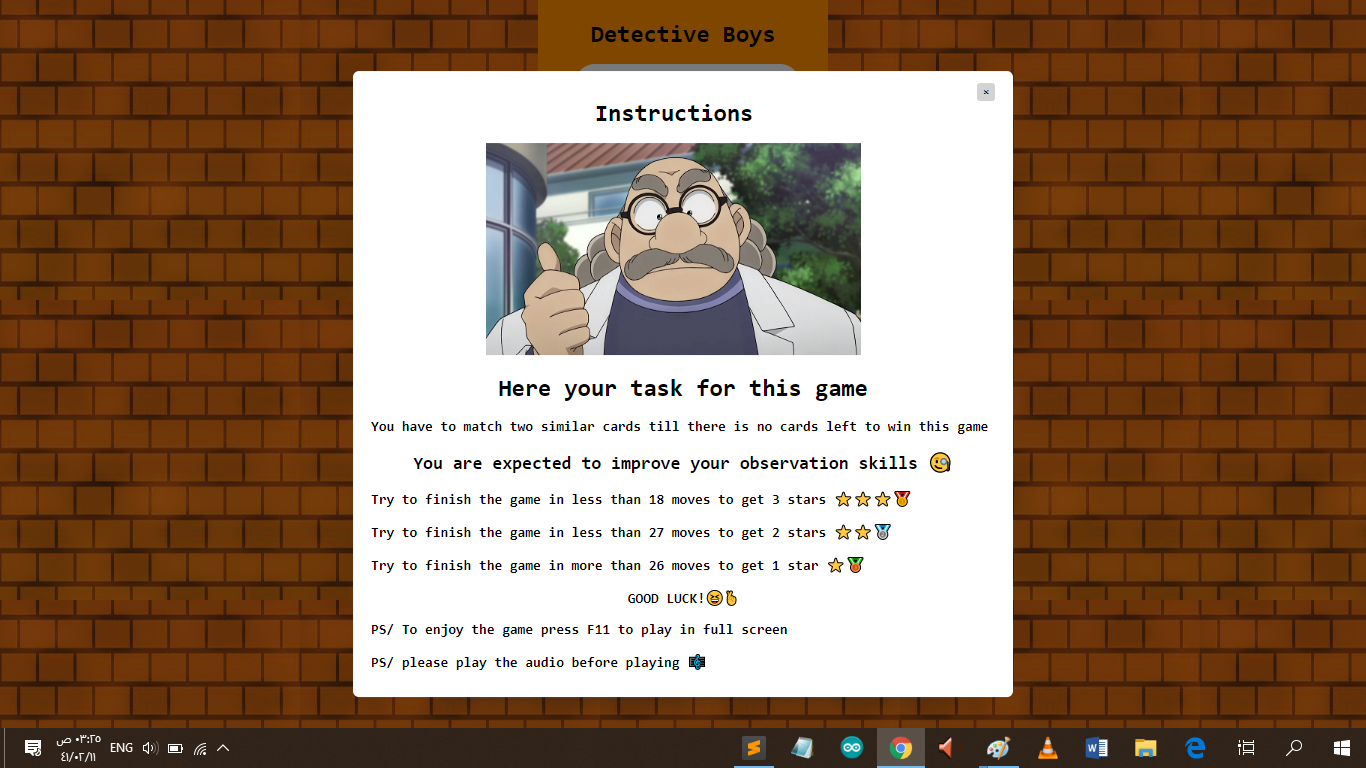 Detective Boys
×
Instructions
Here your task for this game
You have to match two similar cards till there is no cards left to win this game
You are expected to improve your observation skills 🧐
Try to finish the game in less than 18 moves to get 3 stars ⭐⭐⭐🥇
Try to finish the game in less than 27 moves to get 2 stars ⭐⭐🥈
Try to finish the game in more than 26 moves to get 1 star ⭐🥉
GOOD LUCK!😆🤞
PS/ To enjoy the game press F11 to play in full screen
PS/ please play the audio before playing 🎼
ENG
٠٣:٢٥ ص
٤١/٠٢/١١